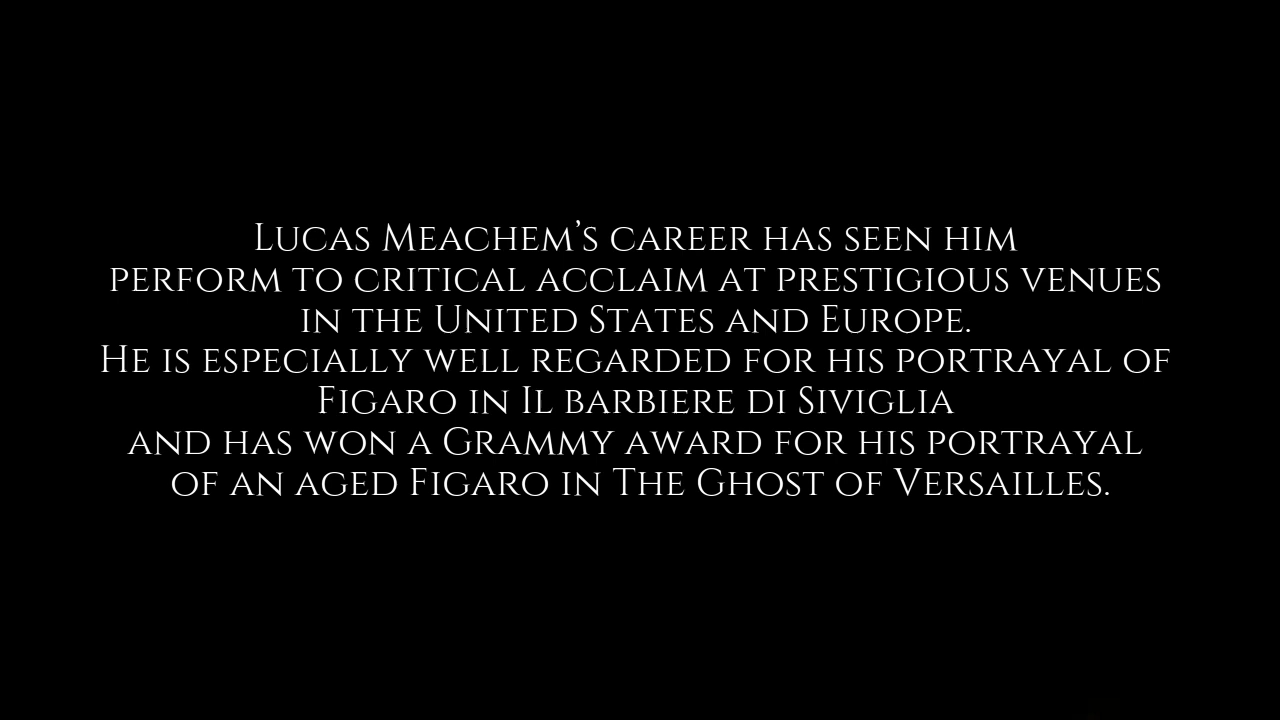 Lucas Meachem’s career has seen him
perform to critical acclaim at prestigious venues
in the United States and Europe.
He is especially well regarded for his portrayal of
Figaro in Il barbiere di Siviglia
and has won a Grammy award for his portrayal
of an aged Figaro in The Ghost of Versailles.